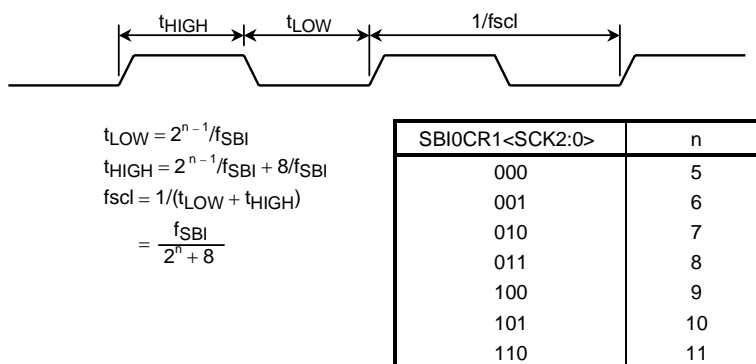 tHIGH tLOW 1/fscl
tLOW = 2^(n – 1)/fSBI
tHIGH = 2^(n – 1)/fSBI + 8/fSBI
fscl = 1/(tLOW + tHIGH)
= fSBI / (2^n + 8)
SBI0CR1<SCK2:0> n
000 5
001 6
010 7
011 8
100 9
101 10
110 11